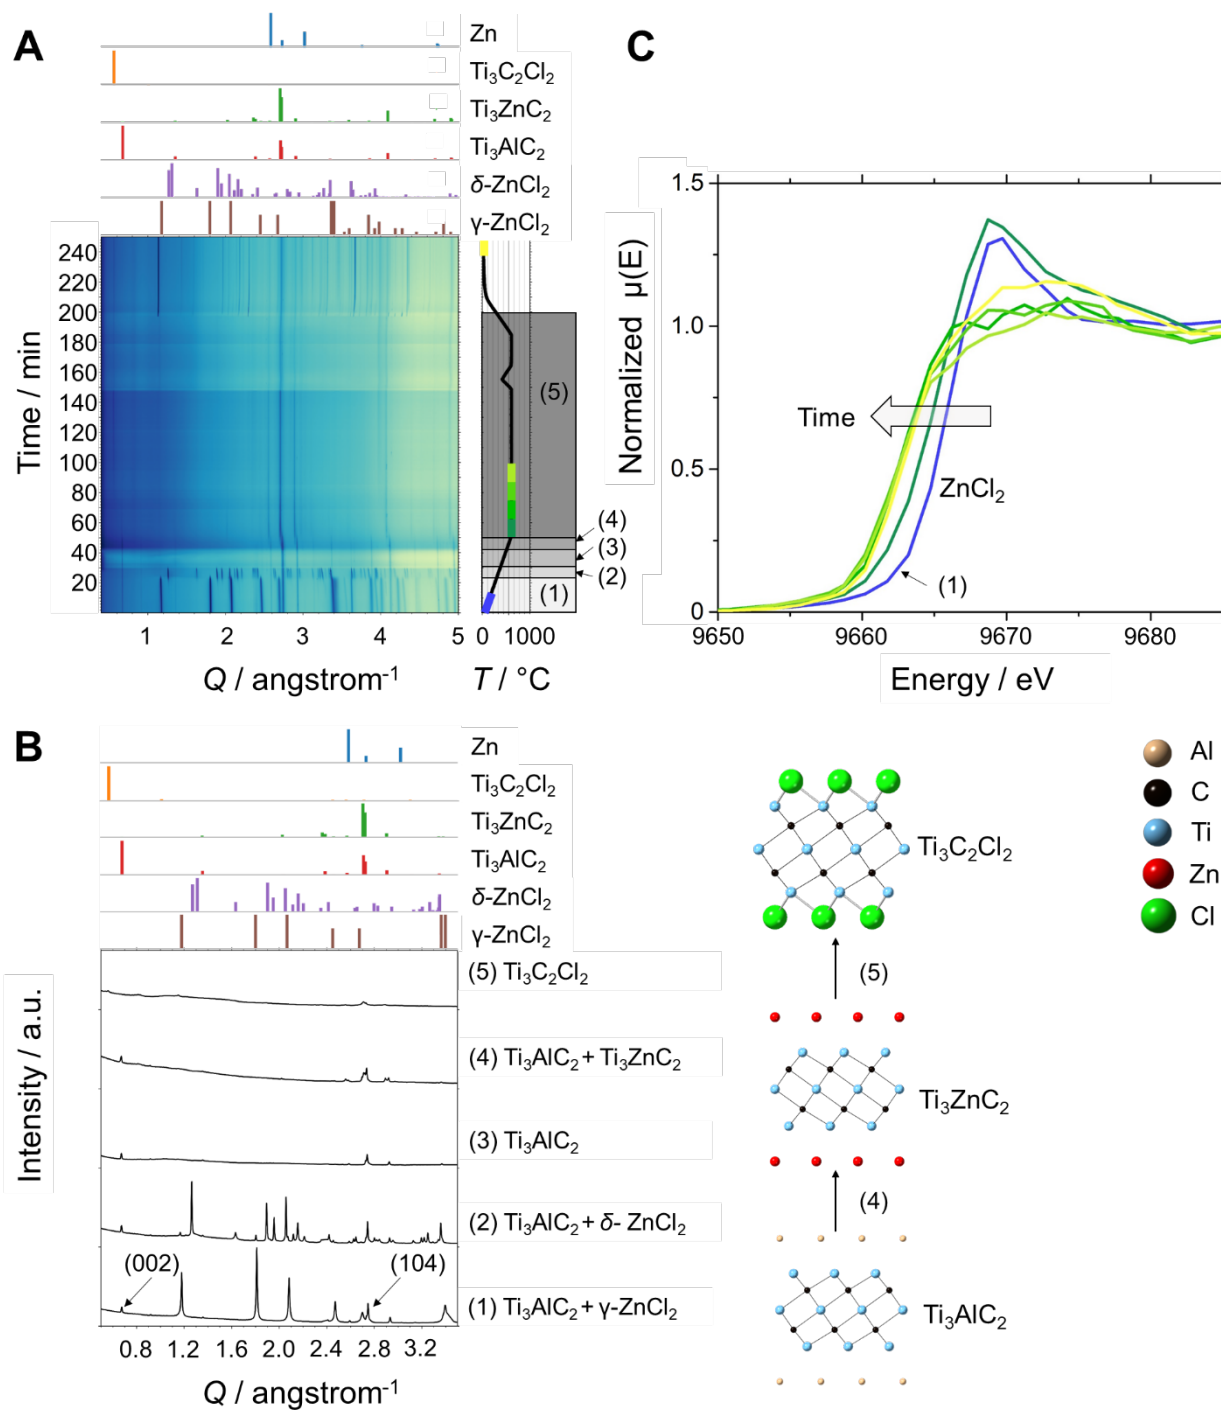 A
Zn
Ti3C2Cl2
Ti3ZnC2
Ti3AlC2
δ-ZnCl2
γ-ZnCl2
Time / min
240
220
200
180
160
140
120
100
80
60
40
20
1 2 3 4 5
Q / angstrom-1
(5)
(4)
(3)
(2)
(1)
0 1000
T / °C
C
Normalized μ(E)
1.5
1.0
0.5
0
Time
ZnCl2
(1)
9650 9660 9670 9680
Energy / eV
B
Zn
Ti3C2Cl2
Ti3ZnC2
Ti3AlC2
δ-ZnCl2
γ-ZnCl2
Intensity / a.u.
(5) Ti3C2Cl2
(4) Ti3AlC2 + Ti3ZnC2
(3) Ti3AlC2
(2) Ti3AlC2 + δ- ZnCl2
(002)
(104)
(1) Ti3AlC2 + γ-ZnCl2
0.8 1.2 1.6 2.0 2.4 2.8 3.2
Q / angstrom-1
Ti3C2Cl2
(5)
Ti3ZnC2
(4)
Ti3AlC2
Al
C
Ti
Zn
Cl